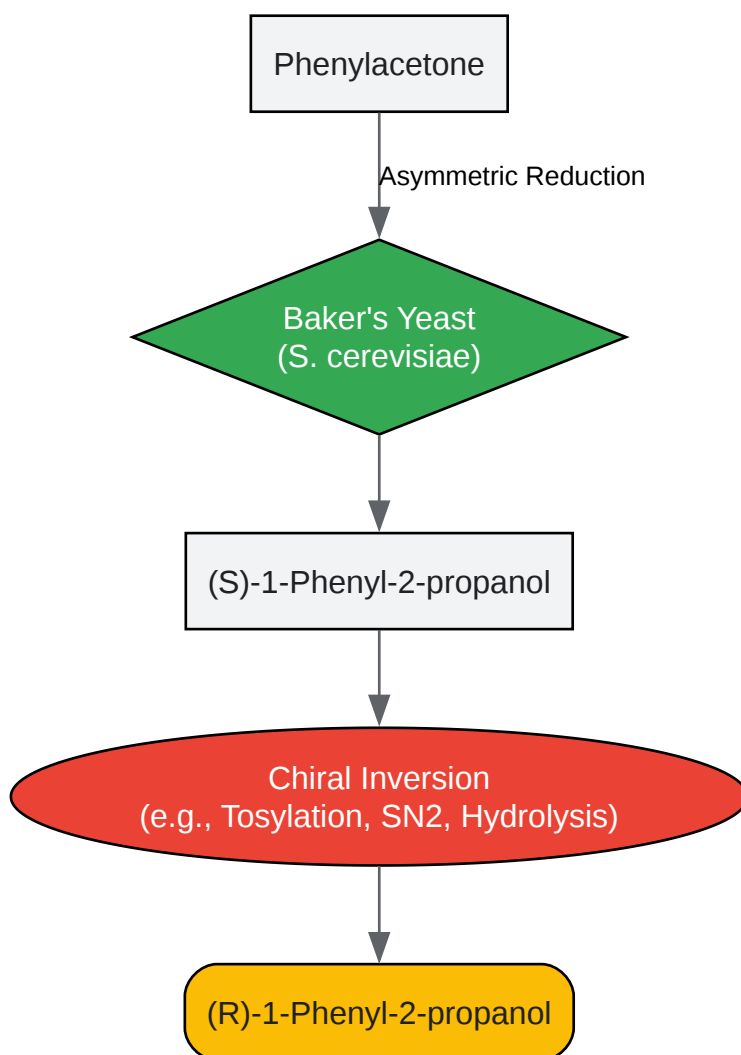 Phenylacetone
Asymmetric Reduction
Baker's Yeast
(S. cerevisiae)
(S)-1-Phenyl-2-propanol
Chiral Inversion
(e.g., Tosylation, SN2, Hydrolysis)
(R)-1-Phenyl-2-propanol